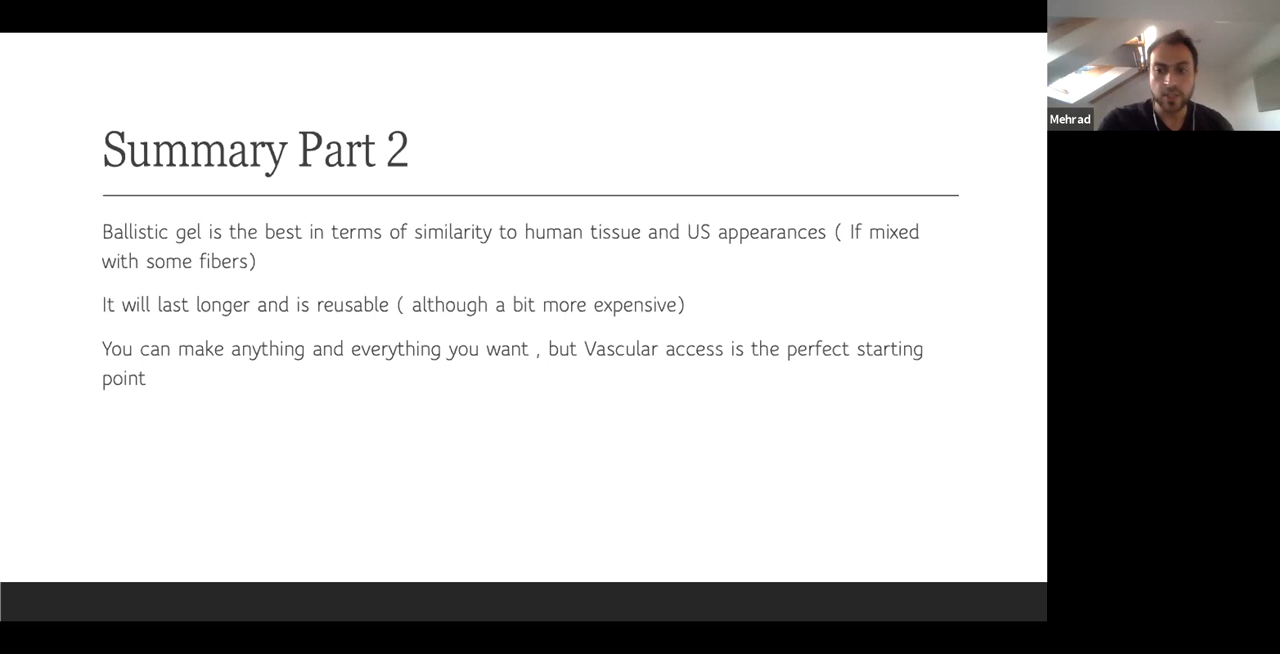 Summary Part 2
Ballistic gel is the best in terms of similarity to human tissue and US appearances ( If mixed
with some fibers)
It will last longer and is reusable ( although a bit more expensive)
You can make anything and everything you want , but Vascular access is the perfect starting
point
Mehrad